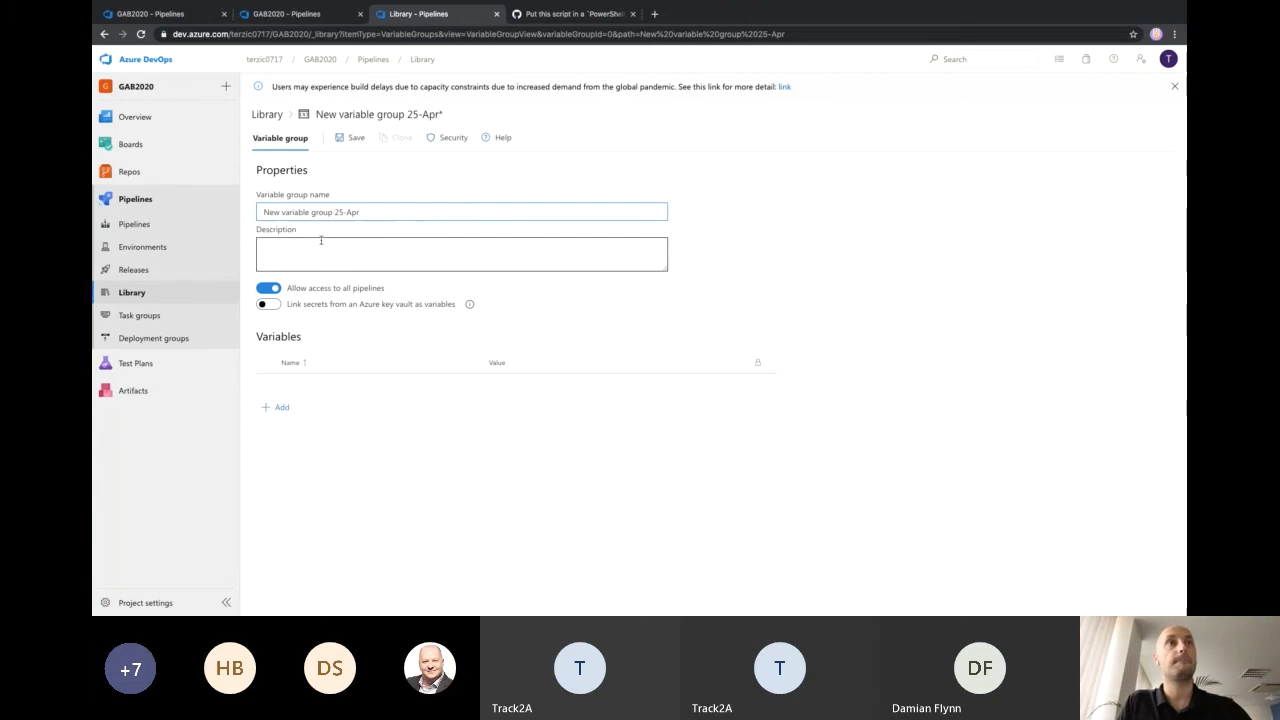 GAB2020 - Pipelines
GAB2020 - Pipelines
Library - Pipelines
Put this script in a `PowerShell
dev.azure.com/terzic0717/GAB2020/_library?itemType=VariableGroups&view=VariableGroupView&variableGroupId=0&path=New%20variable%20group%2025-Apr
Azure DevOps
terzic0717 / GAB2020 / Pipelines / Library
Search
T
G GAB2020
Users may experience build delays due to capacity constraints due to increased demand from the global pandemic. See this link for more detail: link
Overview
Boards
Repos
Pipelines
Pipelines
Environments
Releases
Library
Task groups
Deployment groups
Test Plans
Artifacts
Project settings
Library > New variable group 25-Apr*
Variable group
Save
Clone
Security
Help
Properties
Variable group name
New variable group 25-Apr
Description
Allow access to all pipelines
Link secrets from an Azure key vault as variables
Variables
Name ↑
Value
+ Add
+7
HB
DS
T
T
DF
Track2A
Track2A
Damian Flynn